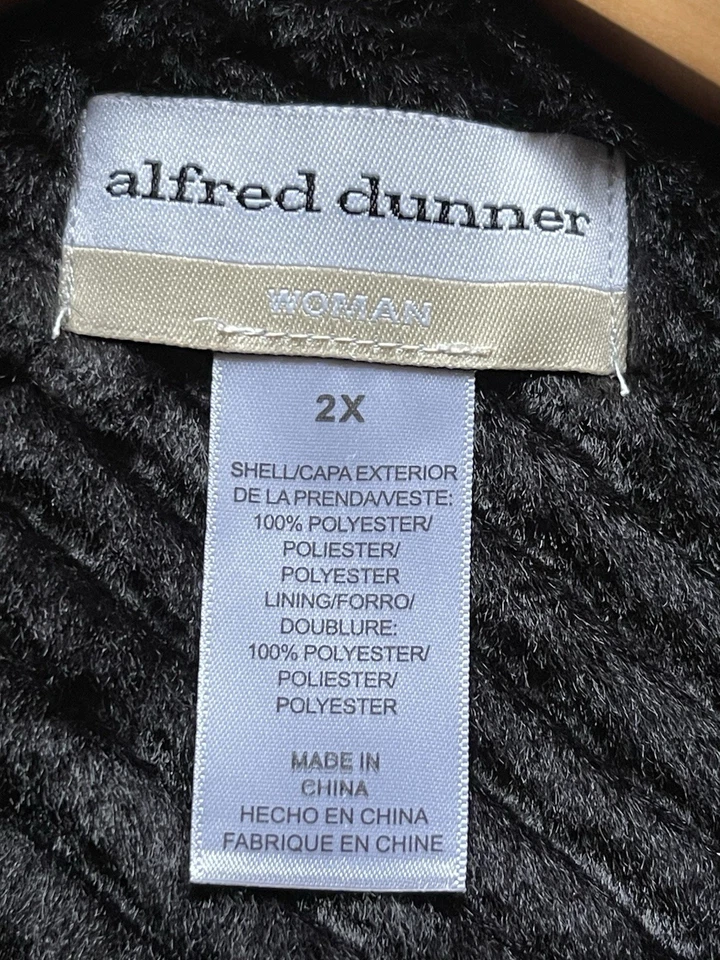 alfred dunner
WOMAN
2X
SHELL/CAPA EXTERIOR
DE LA PRENDA/VESTE:
100% POLYESTER/
POLIESTER/
POLYESTER
LINING/FORRO/
DOUBLURE:
100% POLYESTER/
POLIESTER/
POLYESTER
MADE IN
CHINA
HECHO EN CHINA
FABRIQUE EN CHINE